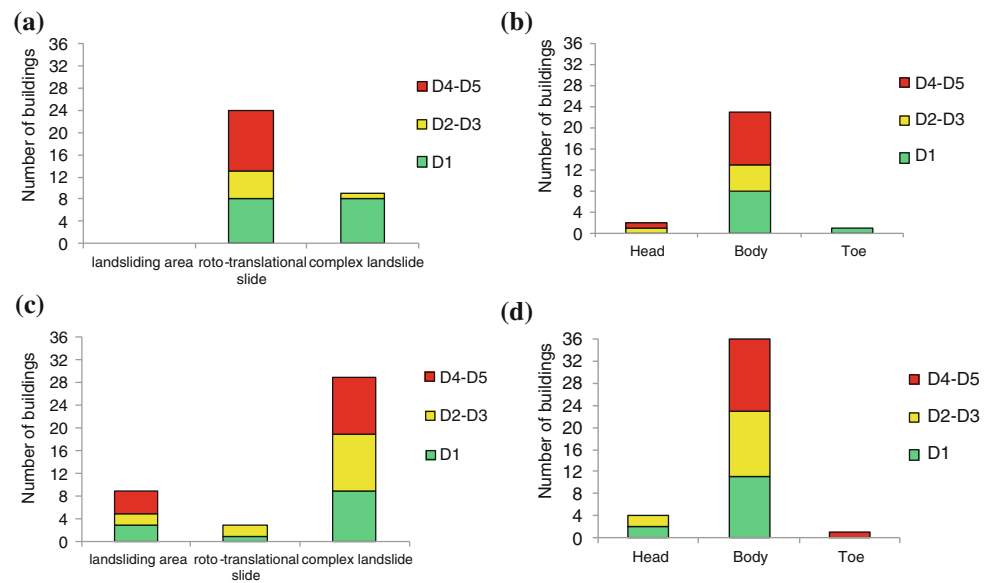 (a)
Number of buildings
36
32
28
24
20
16
12
8
4
0
landsliding area roto-translational complex landslide
slide
D4-D5
D2-D3
D1
(b)
Number of buildings
36
32
28
24
20
16
12
8
4
0
Head Body Toe
D4-D5
D2-D3
D1
(c)
Number of buildings
36
32
28
24
20
16
12
8
4
0
landsliding area roto-translational complex landslide
slide
D4-D5
D2-D3
D1
(d)
Number of buildings
36
32
28
24
20
16
12
8
4
0
Head Body Toe
D4-D5
D2-D3
D1